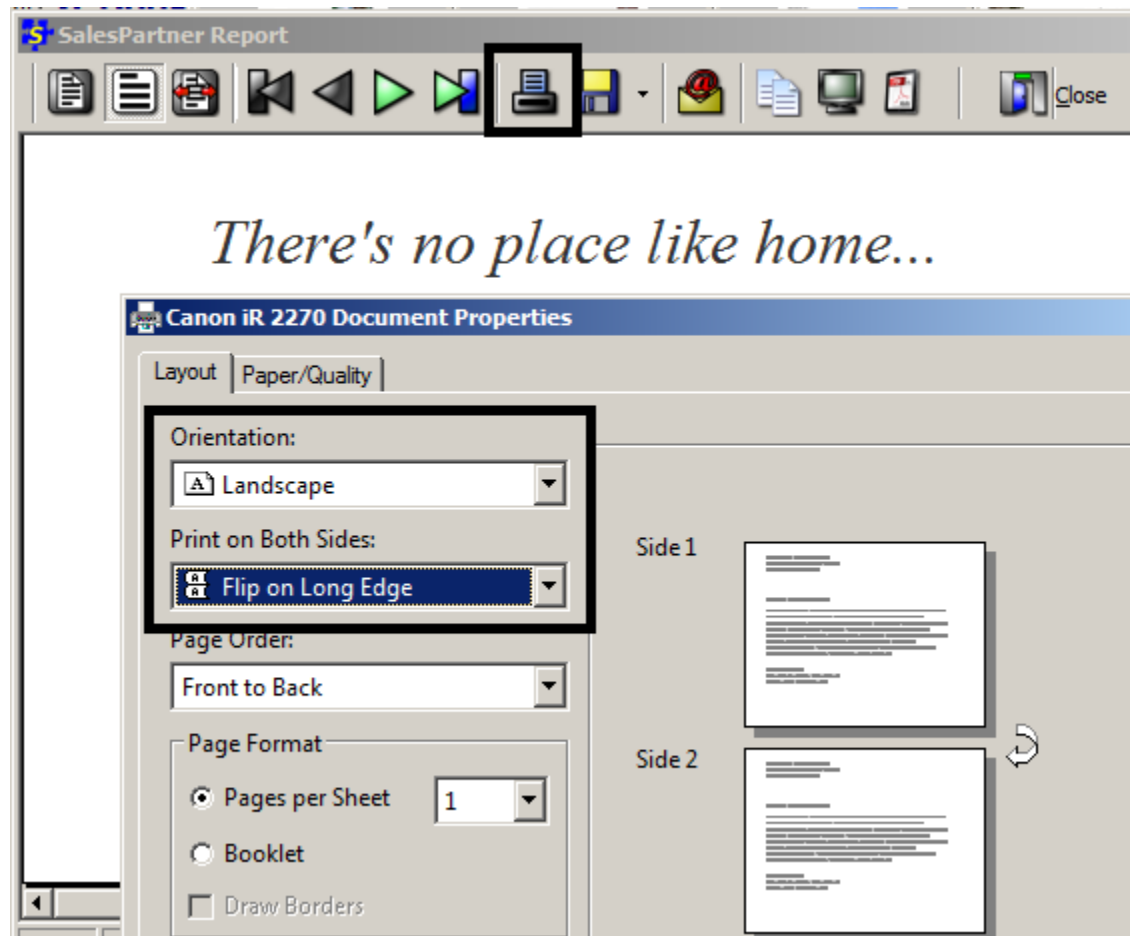 SalesPartner Report
Close
There's no place like home...
Canon iR 2270 Document Properties
Layout Paper/Quality
Orientation:
Landscape
Print on Both Sides:
Flip on Long Edge
Page Order:
Front to Back
Page Format
Pages per Sheet 1
Booklet
Draw Borders
Side 1
Side 2